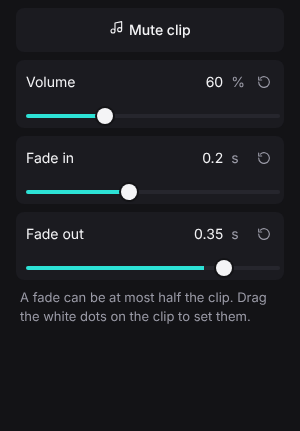 Mute clip
Volume 60 %
Fade in 0.2 s
Fade out 0.35 s
A fade can be at most half the clip. Drag
the white dots on the clip to set them.